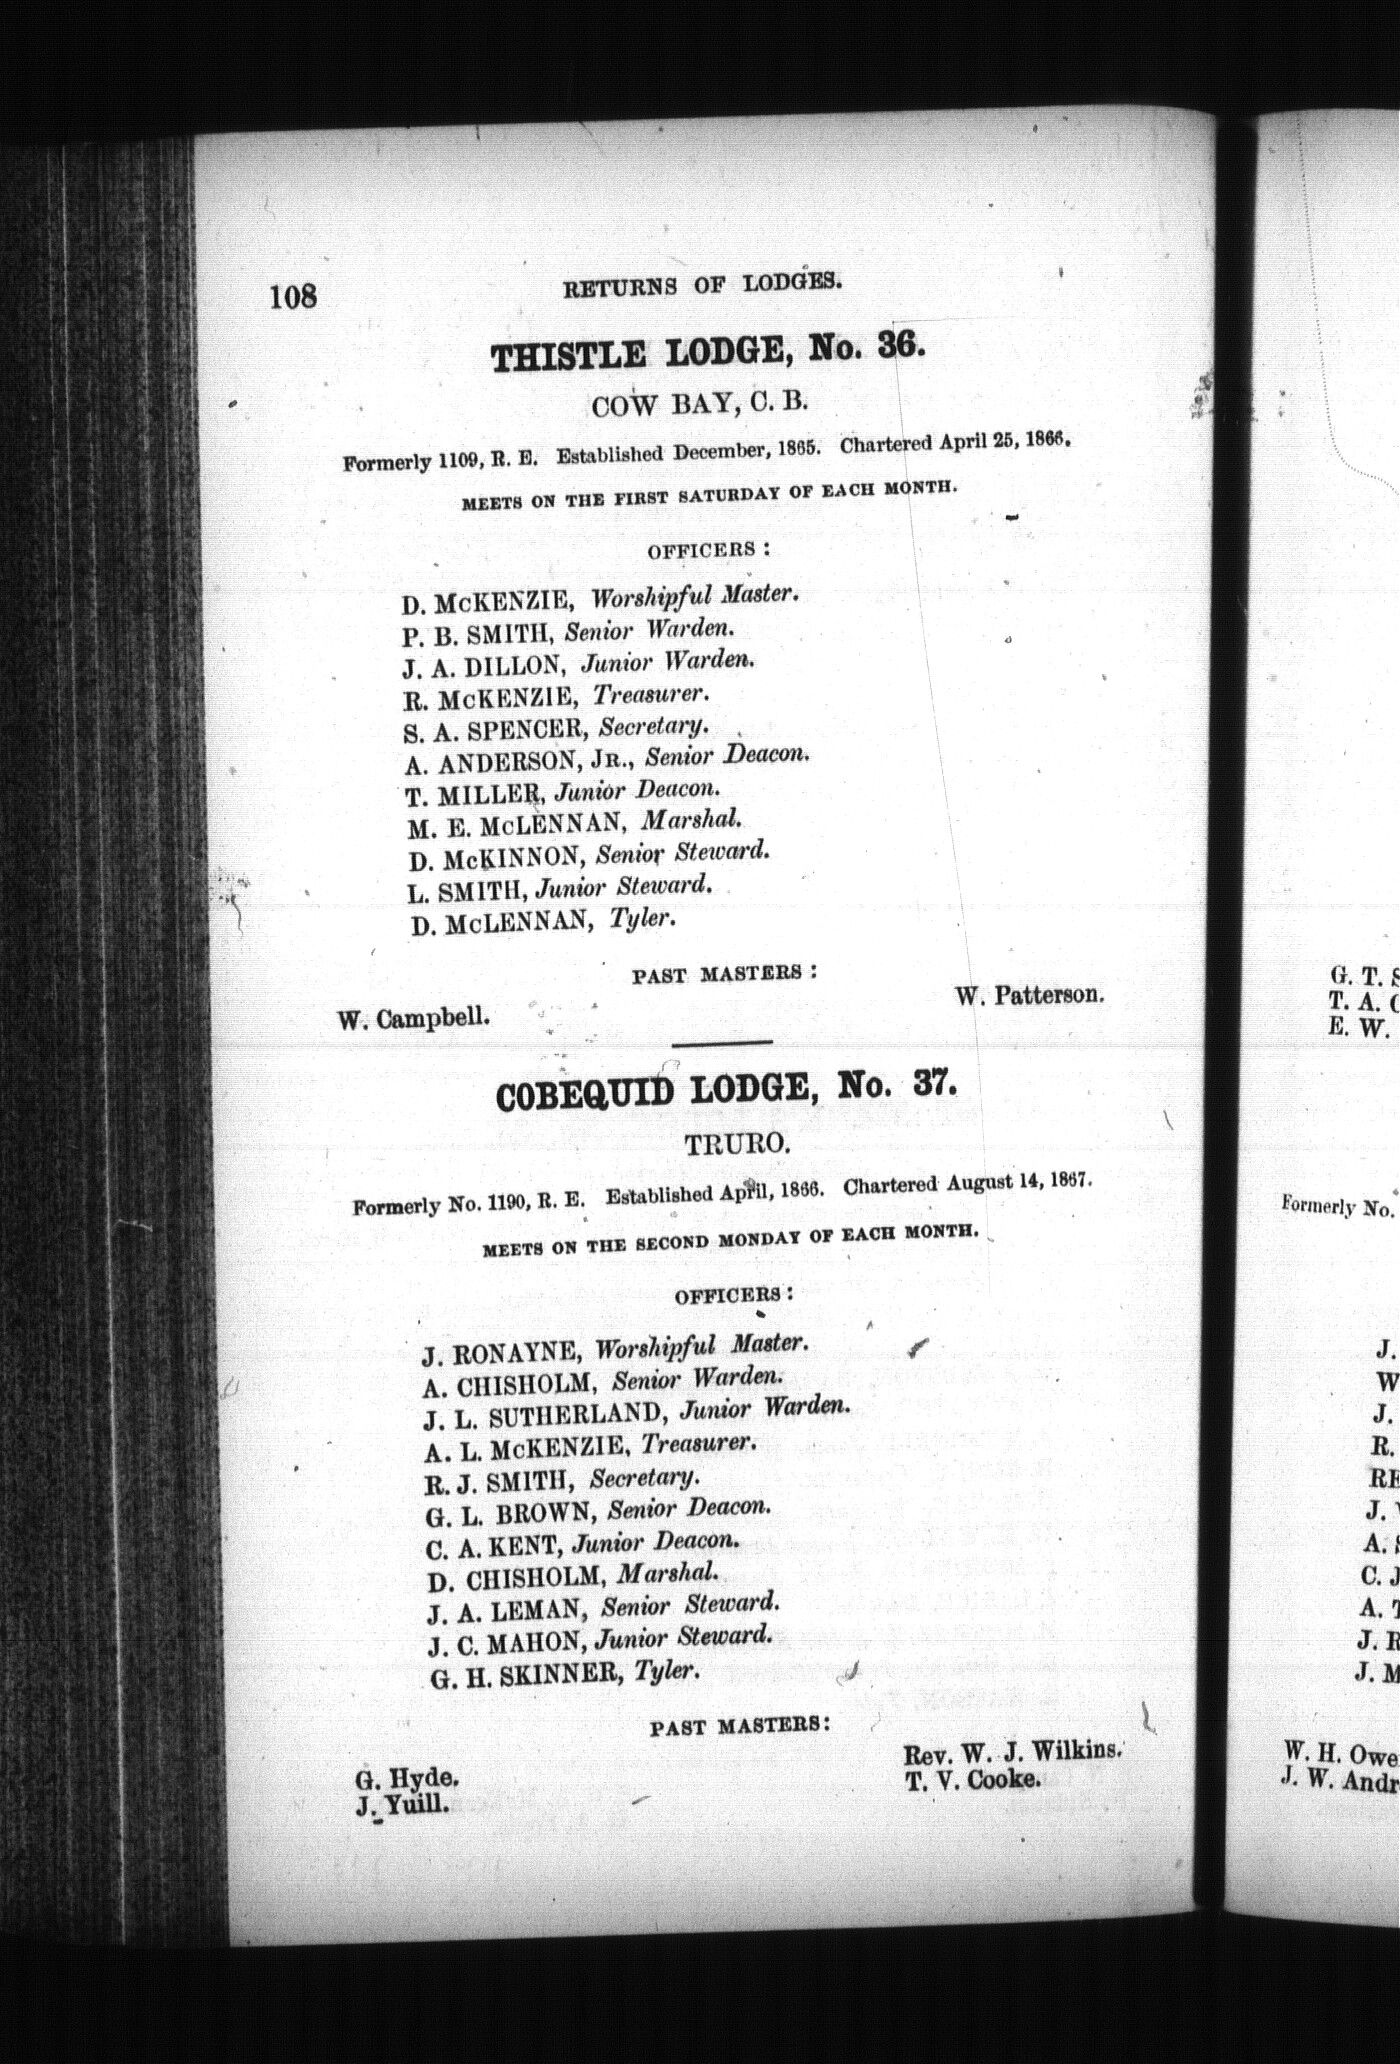 108
RETURNS OF LODGES.
THISTLE LODGE, No. 36.
COW BAY, C. B.
Formerly 1109, R. E. Established December, 1865. Chartered April 25, 1866.
MEETS ON THE FIRST SATURDAY OF EACH MONTH.
OFFICERS:
D. McKENZIE, Worshipful Master.
P. B. SMITH, Senior Warden.
J. A. DILLON, Junior Warden.
R. McKENZIE, Treasurer.
S. A. SPENCER, Secretary.
A. ANDERSON, JR., Senior Deacon.
T. MILLER, Junior Deacon.
M. E. McLENNAN, Marshal.
D. McKINNON, Senior Steward.
L. SMITH, Junior Steward.
D. McLENNAN, Tyler.
PAST MASTERS:
W. Campbell. W. Patterson.
COBEQUID LODGE, No. 37.
TRURO.
Formerly No. 1190, R. E. Established April, 1866. Chartered August 14, 1867.
MEETS ON THE SECOND MONDAY OF EACH MONTH.
OFFICERS:
J. RONAYNE, Worshipful Master.
A. CHISHOLM, Senior Warden.
J. L. SUTHERLAND, Junior Warden.
A. L. McKENZIE, Treasurer.
R. J. SMITH, Secretary.
G. L. BROWN, Senior Deacon.
C. A. KENT, Junior Deacon.
D. CHISHOLM, Marshal.
J. A. LEMAN, Senior Steward.
J. C. MAHON, Junior Steward.
G. H. SKINNER, Tyler.
PAST MASTERS:
G. Hyde. Rev. W. J. Wilkins.
J. Yuill. T. V. Cooke.
G. T.
T. A.
E. W.
Formerly No.
J.
W
J.
R.
RE
J.
A.
C.
A.
J.
J.
W. H.
J. W.